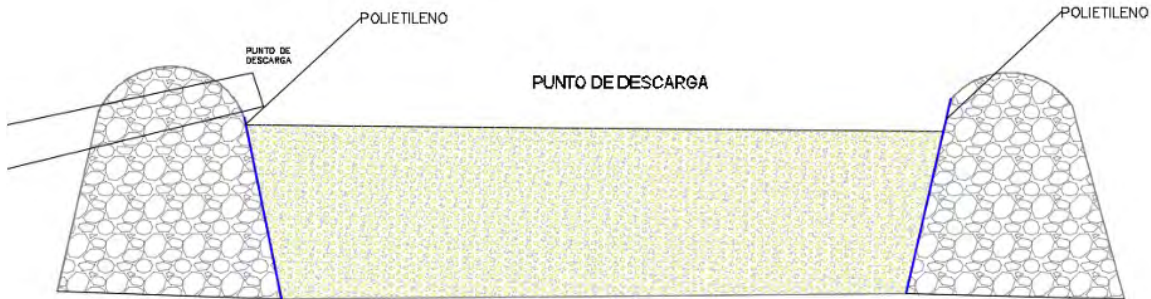 POLIETILENO
POLIETILENO
PUNTO DE
DESCARGA
PUNTO DE DESCARGA